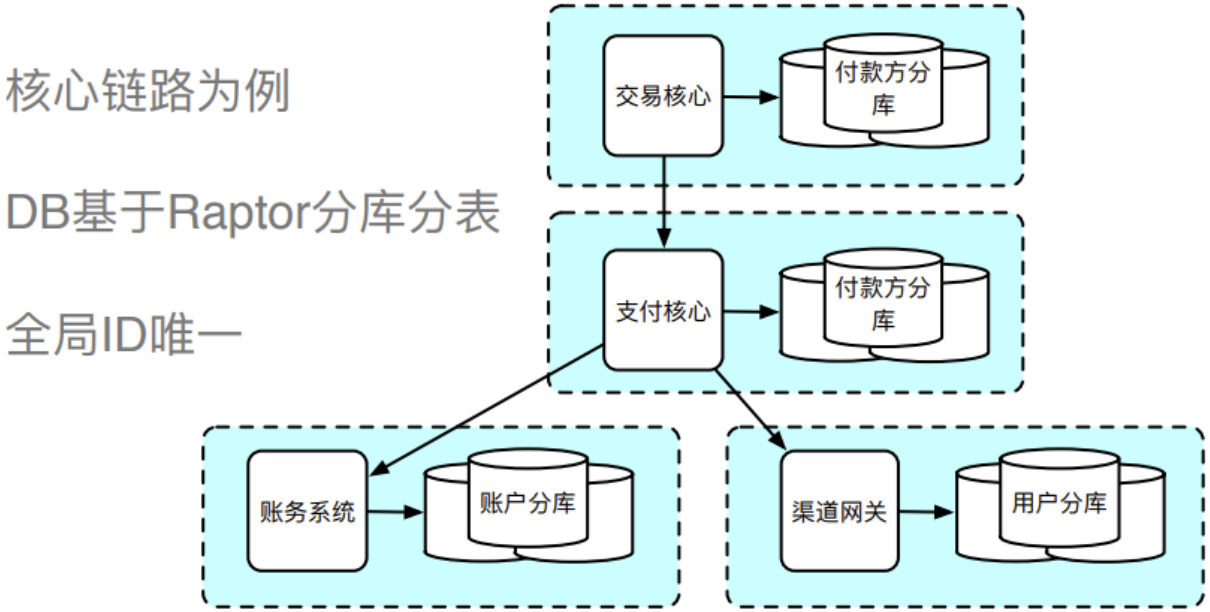 核心链路为例
DB基于Raptor分库分表
全局ID唯一
交易核心
付款方分
库
支付核心
付款方分
库
账务系统
账户分库
渠道网关
用户分库